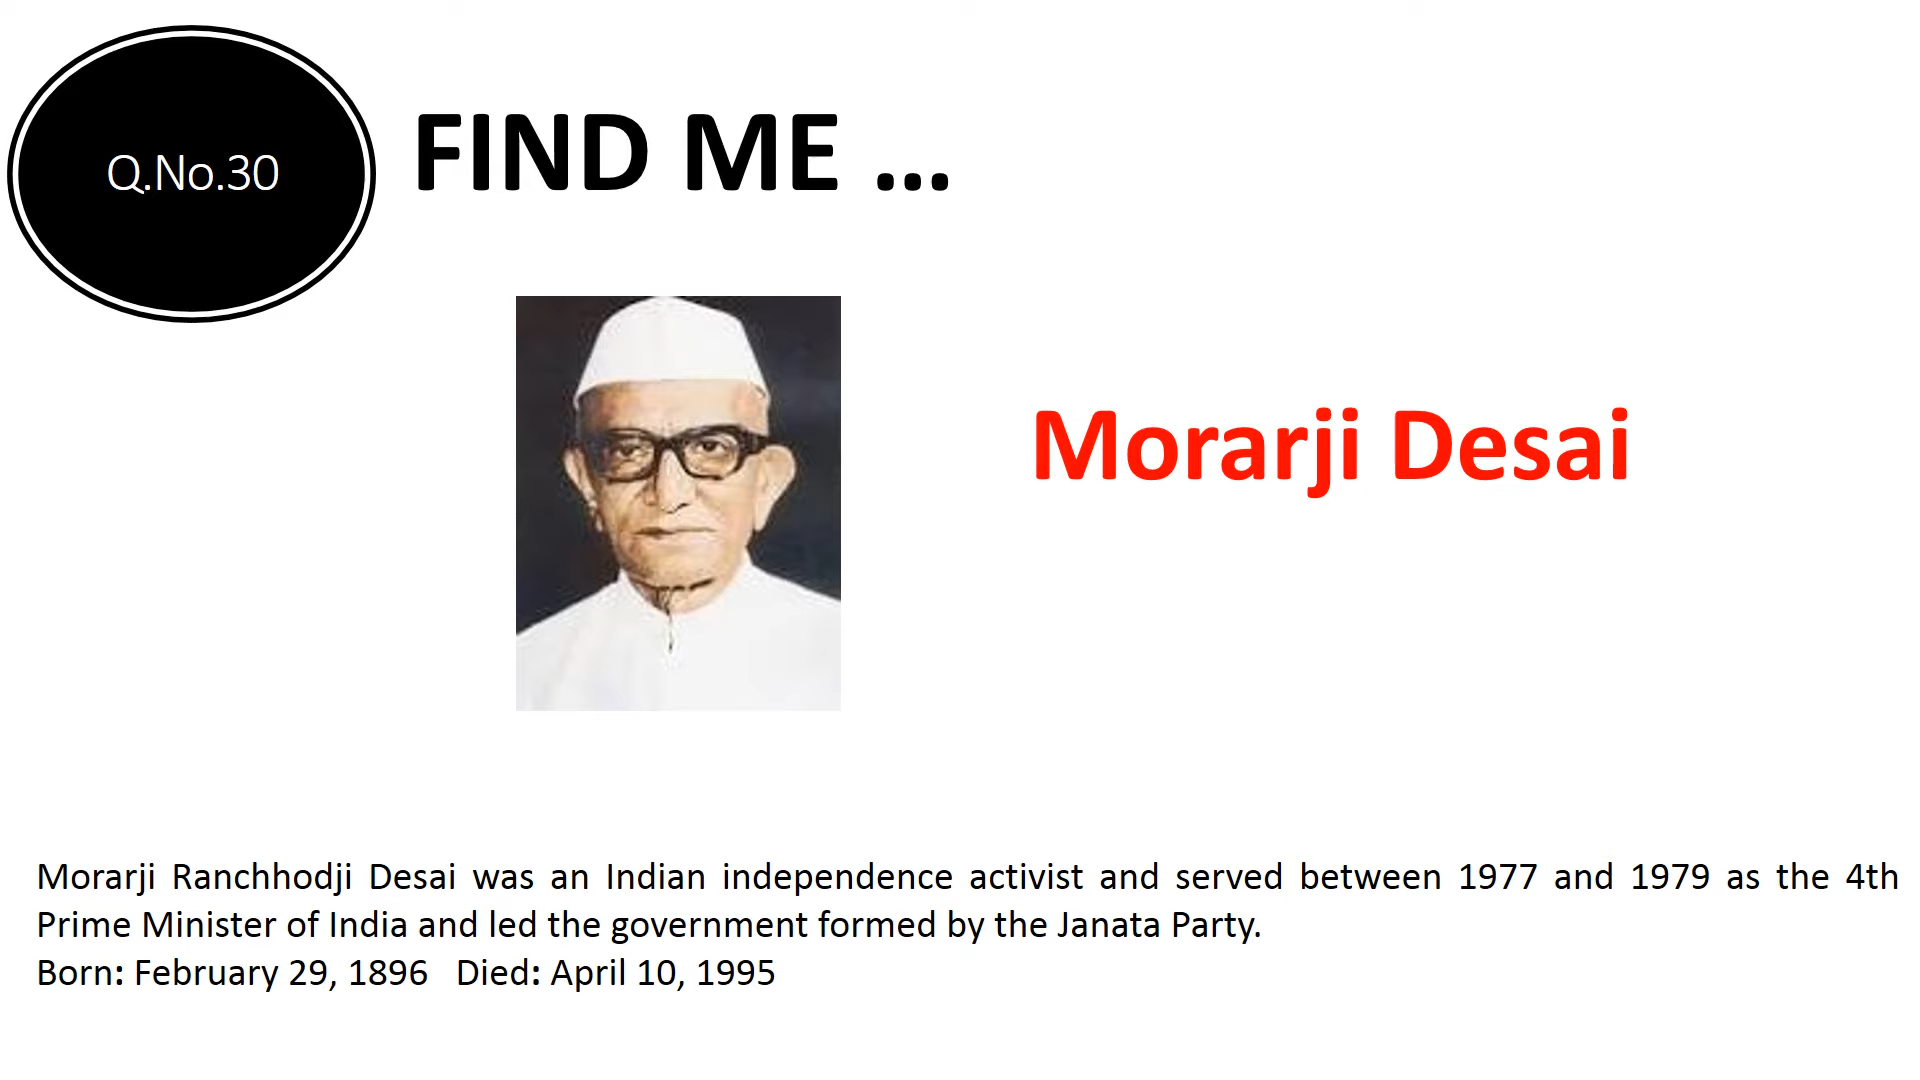 Q.No.30
FIND ME ...
Morarji Desai
Morarji Ranchhodji Desai was an Indian independence activist and served between 1977 and 1979 as the 4th
Prime Minister of India and led the government formed by the Janata Party.
Born: February 29, 1896 Died: April 10, 1995